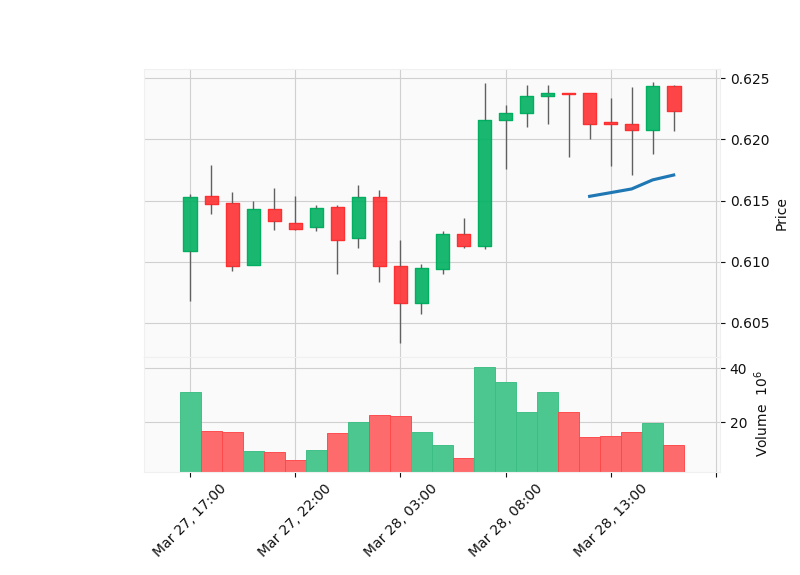 0.625
0.620
0.615
0.610
0.605
Price
40
20
Volume 10^6
Mar 27, 17:00
Mar 27, 22:00
Mar 28, 03:00
Mar 28, 08:00
Mar 28, 13:00